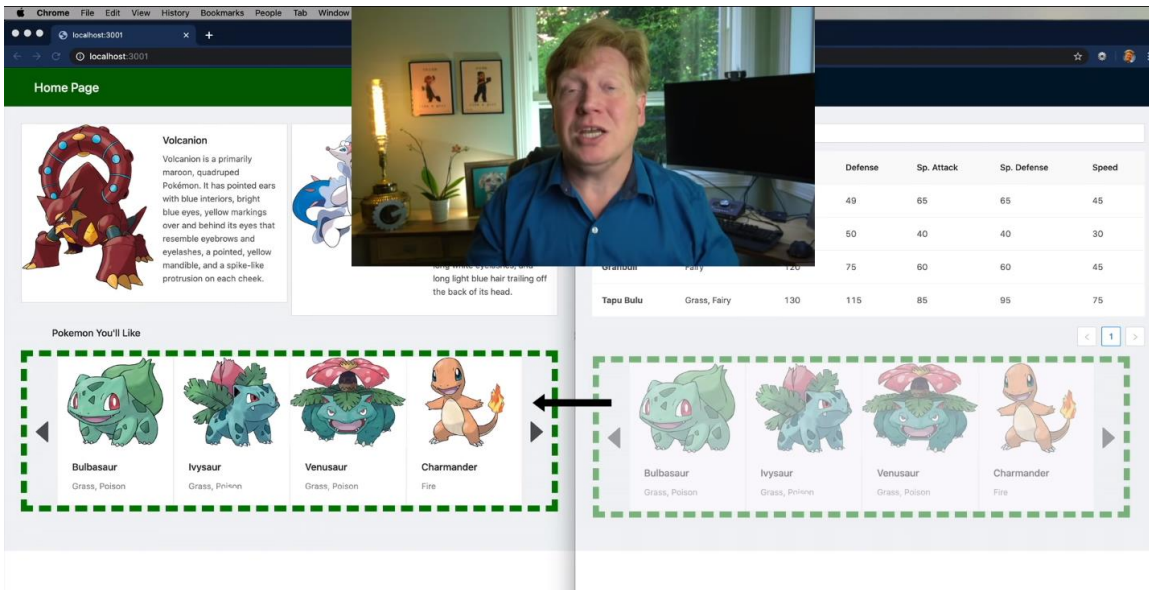 Chrome File Edit View History Bookmarks People Tab Window
localhost:3001 × +
localhost:3001
Home Page
Volcanion
Volcanion is a primarily
maroon, quadruped
Pokémon. It has pointed ears
with blue interiors, bright
blue eyes, yellow markings
over and behind its eyes that
resemble eyebrows and
eyelashes, a pointed, yellow
mandible, and a spike-like
protrusion on each cheek.
long white eyelashes, and
long light blue hair trailing off
the back of its head.
Defense Sp. Attack Sp. Defense Speed
49 65 65 45
50 40 40 30
Granbull Fairy 120 75 60 60 45
Tapu Bulu Grass, Fairy 130 115 85 95 75
< 1 >
Pokemon You'll Like
Bulbasaur Ivysaur Venusaur Charmander
Grass, Poison Grass, Poison Grass, Poison Fire
Bulbasaur Ivysaur Venusaur Charmander
Grass, Poison Grass, Poison Grass, Poison Fire